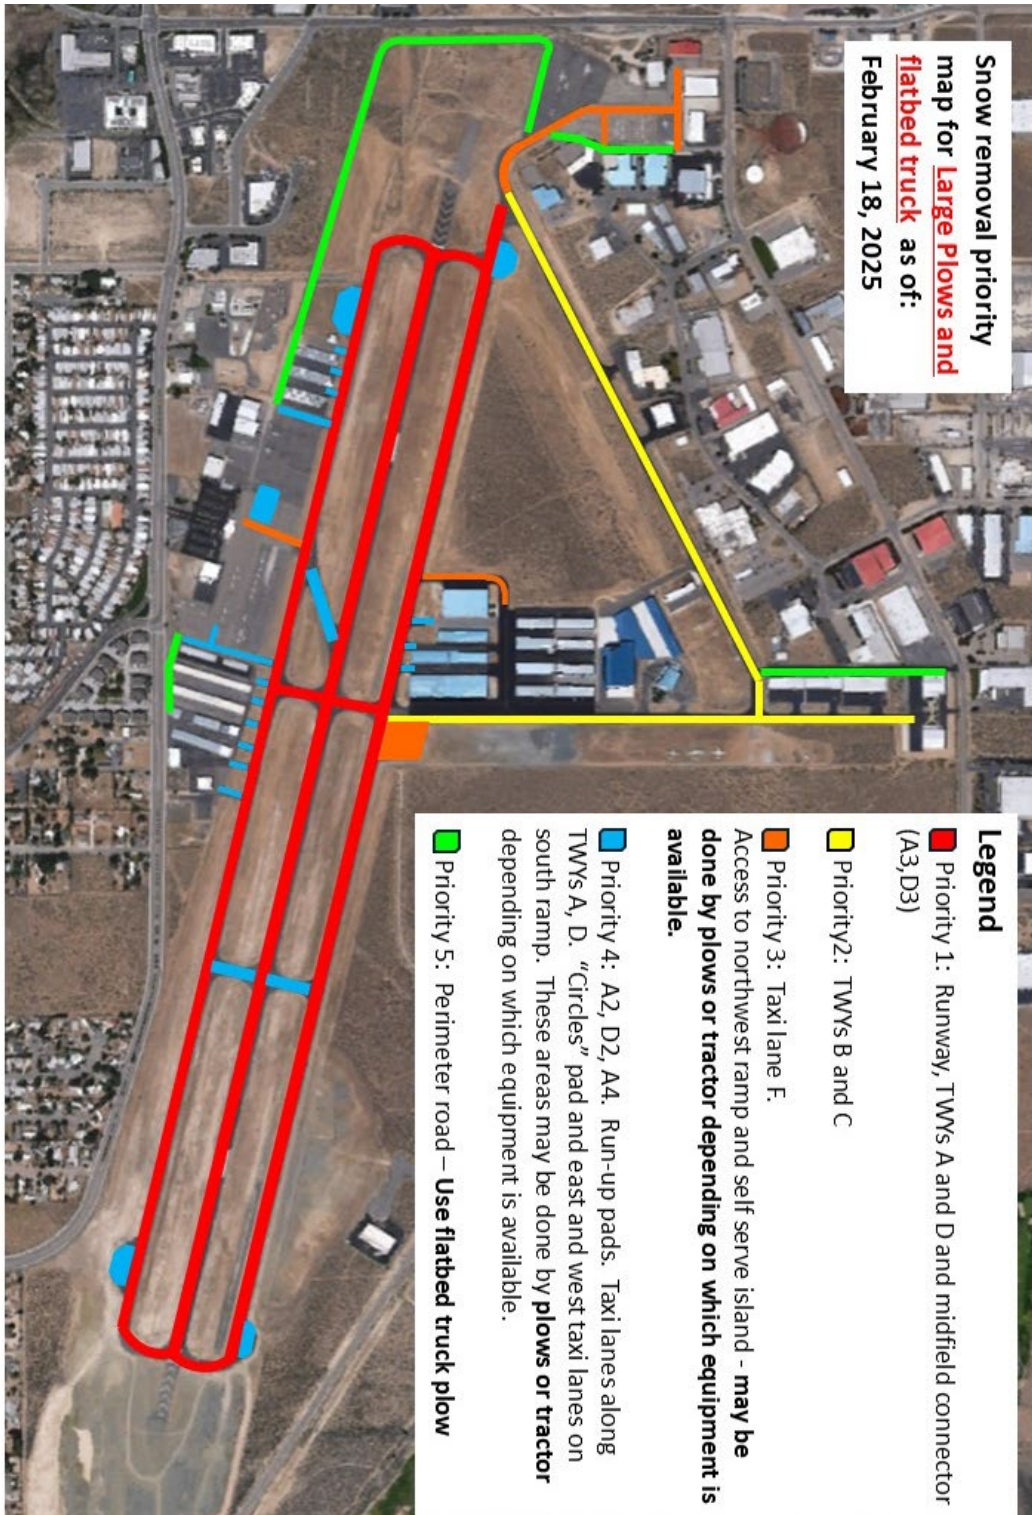 Snow removal priority
map for Large Plows and
flatbed truck as of:
February 18, 2025
Legend
Priority 1: Runway, TWYs A and D and midfield connector
(A3,D3)
Priority2: TWYs B and C
Priority 3: Taxi lane F.
Access to northwest ramp and self serve island - may be
done by plows or tractor depending on which equipment is
available.
Priority 4: A2, D2, A4. Run-up pads. Taxi lanes along
TWYs A, D. “Circles” pad and east and west taxi lanes on
south ramp. These areas may be done by plows or tractor
depending on which equipment is available.
Priority 5: Perimeter road – Use flatbed truck plow